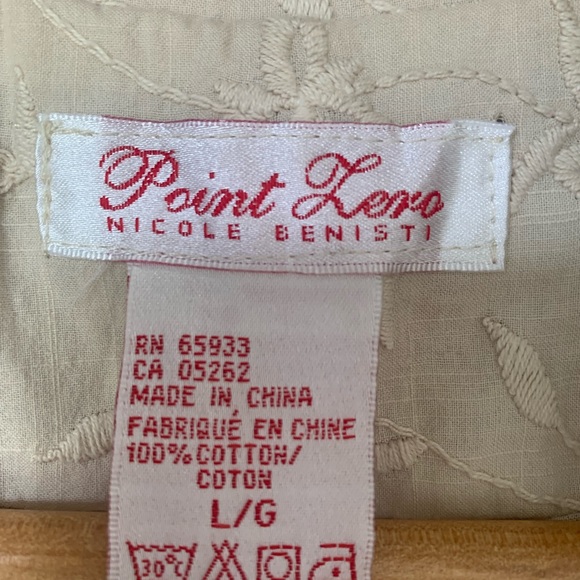 Point Zero
NICOLE BENISTI
RN 65933
CA 05262
MADE IN CHINA
FABRIQUÉ EN CHINE
100% COTTON/
COTON
L/G
30°C